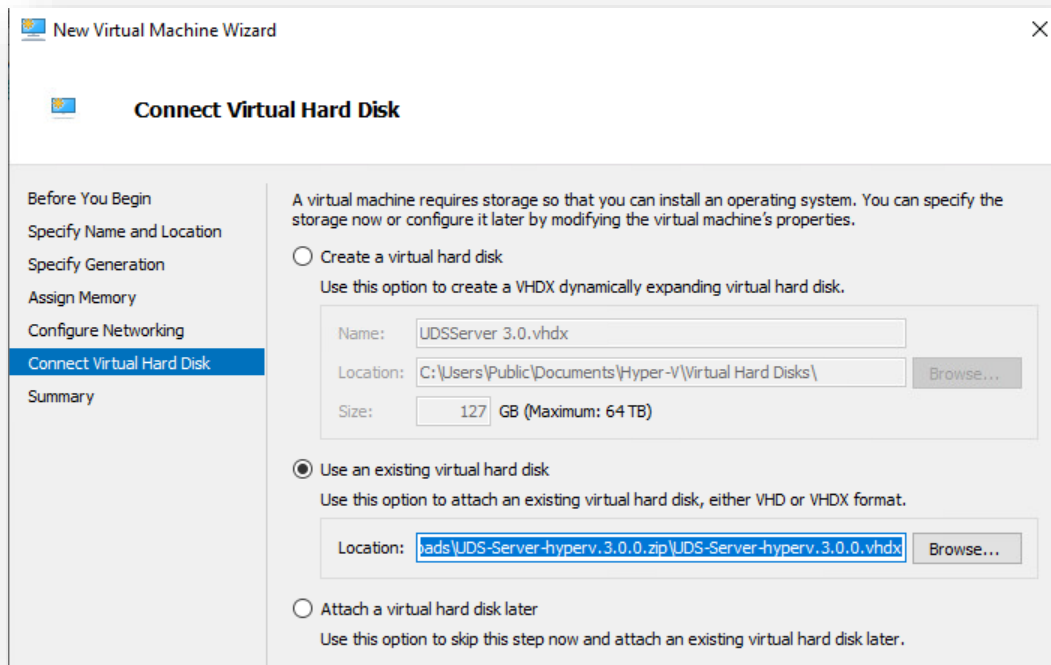 New Virtual Machine Wizard
Connect Virtual Hard Disk
Before You Begin
Specify Name and Location
Specify Generation
Assign Memory
Configure Networking
Connect Virtual Hard Disk
Summary
A virtual machine requires storage so that you can install an operating system. You can specify the
storage now or configure it later by modifying the virtual machine's properties.
Create a virtual hard disk
Use this option to create a VHDX dynamically expanding virtual hard disk.
Name: UDSServer 3.0.vhdx
Location: C:\Users\Public\Documents\Hyper-V\Virtual Hard Disks\ Browse...
Size: 127 GB (Maximum: 64 TB)
Use an existing virtual hard disk
Use this option to attach an existing virtual hard disk, either VHD or VHDX format.
Location: oads\UDS-Server-hyperv.3.0.0.zip\UDS-Server-hyperv.3.0.0.vhdx Browse...
Attach a virtual hard disk later
Use this option to skip this step now and attach an existing virtual hard disk later.